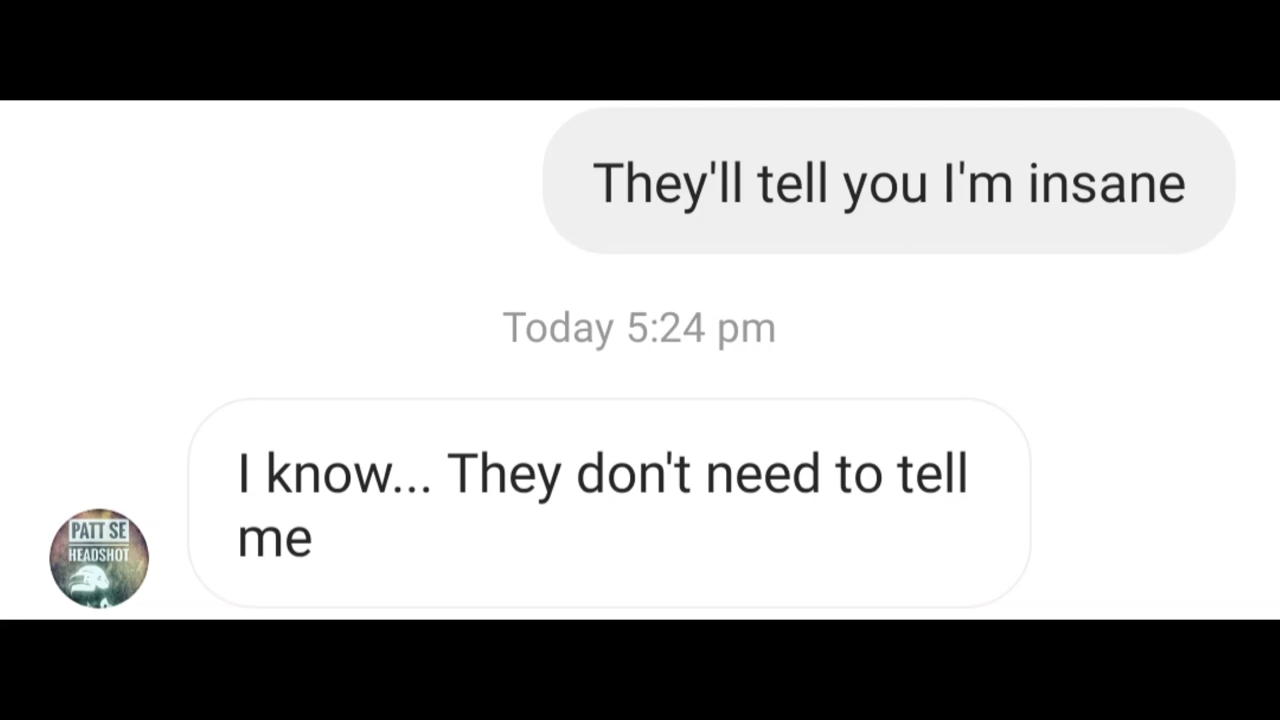 They'll tell you I'm insane
Today 5:24 pm
I know... They don't need to tell
me
PATT SE
HEADSHOT